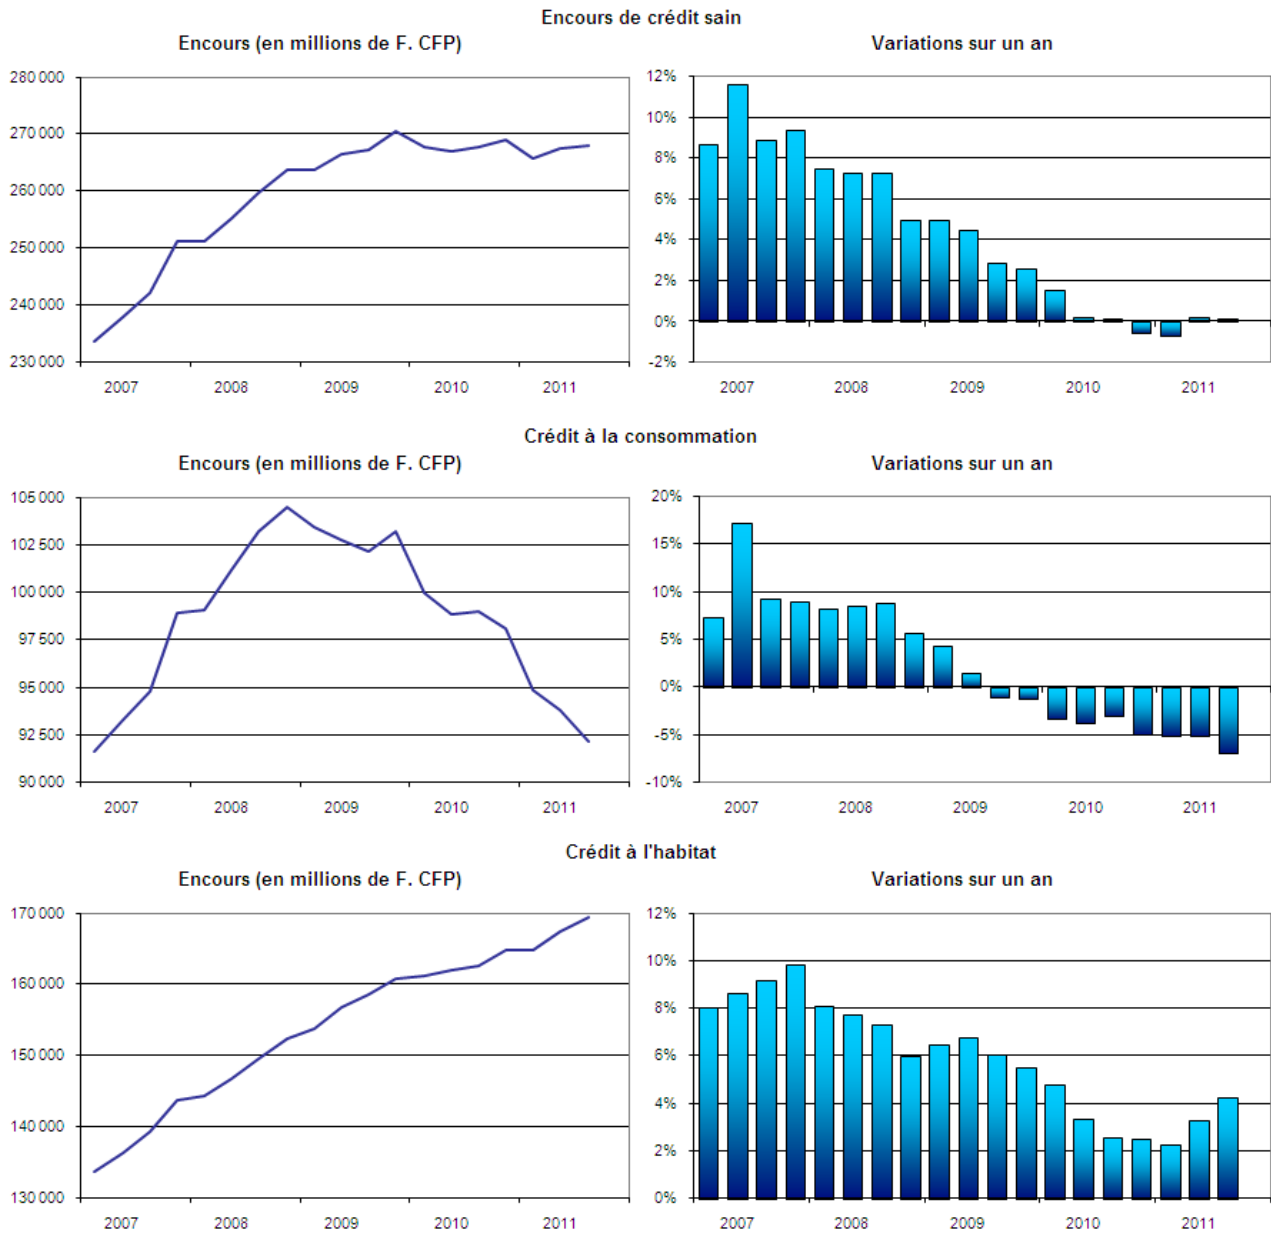 Encours de crédit sain
Encours (en millions de F. CFP)
Variations sur un an
280 000
270 000
260 000
250 000
240 000
230 000
2007 2008 2009 2010 2011
12%
10%
8%
6%
4%
2%
0%
-2%
2007 2008 2009 2010 2011
Crédit à la consommation
Encours (en millions de F. CFP)
Variations sur un an
105 000
102 500
100 000
97 500
95 000
92 500
90 000
2007 2008 2009 2010 2011
20%
15%
10%
5%
0%
-5%
-10%
2007 2008 2009 2010 2011
Crédit à l'habitat
Encours (en millions de F. CFP)
Variations sur un an
170 000
160 000
150 000
140 000
130 000
2007 2008 2009 2010 2011
12%
10%
8%
6%
4%
2%
0%
2007 2008 2009 2010 2011